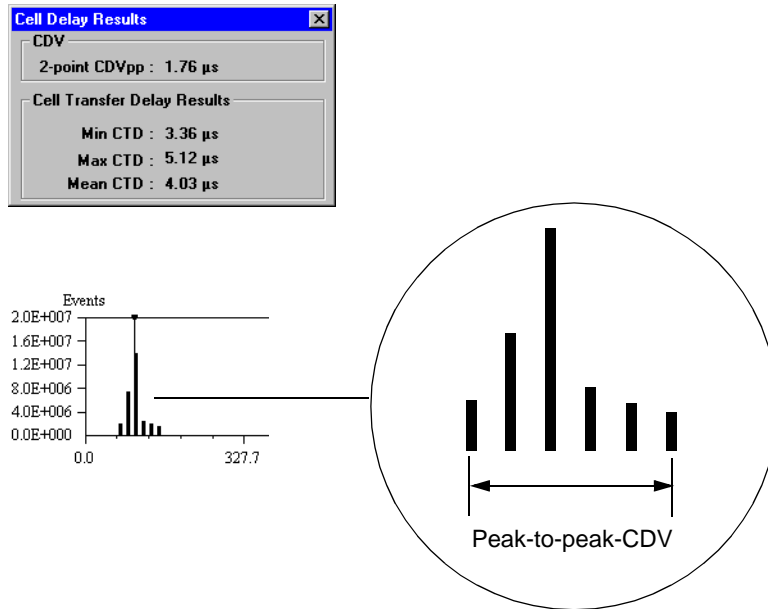 Cell Delay Results
CDV
2-point CDVpp : 1.76 µs
Cell Transfer Delay Results
Min CTD : 3.36 µs
Max CTD : 5.12 µs
Mean CTD : 4.03 µs
Events
2.0E+007
1.6E+007
1.2E+007
8.0E+006
4.0E+006
0.0E+000
0.0 327.7
Peak-to-peak-CDV